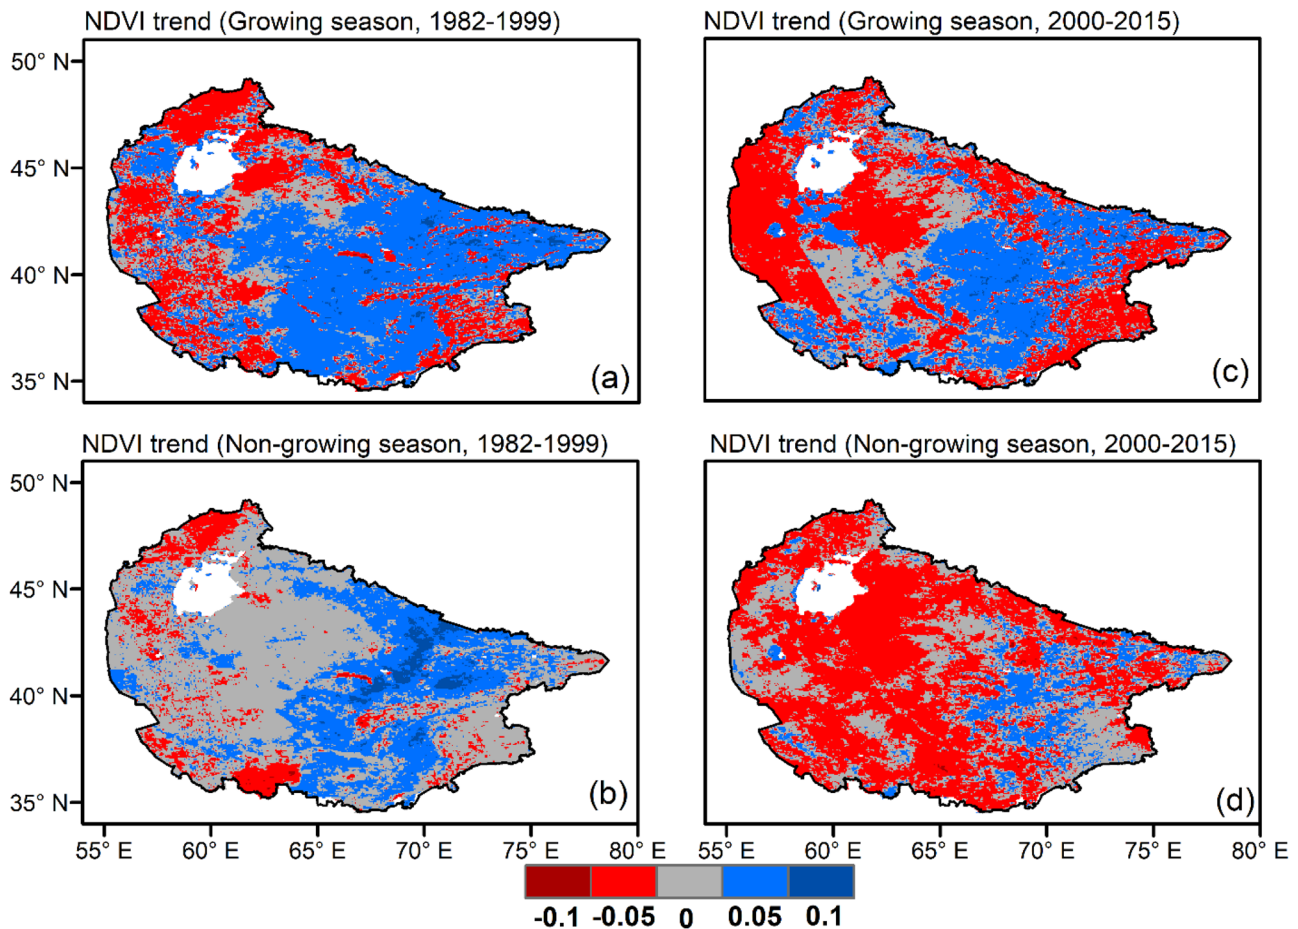 NDVI trend (Growing season, 1982-1999)
NDVI trend (Growing season, 2000-2015)
50° N
45° N
40° N
35° N
(a)
(c)
NDVI trend (Non-growing season, 1982-1999)
NDVI trend (Non-growing season, 2000-2015)
50° N
45° N
40° N
35° N
(b)
(d)
55° E 60° E 65° E 70° E 75° E 80° E
55° E 60° E 65° E 70° E 75° E 80° E
-0.1 -0.05 0 0.05 0.1